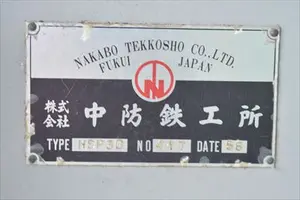 NAKABO TEKKOSHO CO.,LTD.
FUKUI JAPAN
株式会社 中防鉄工所
TYPE HSP30 NO DATE 56